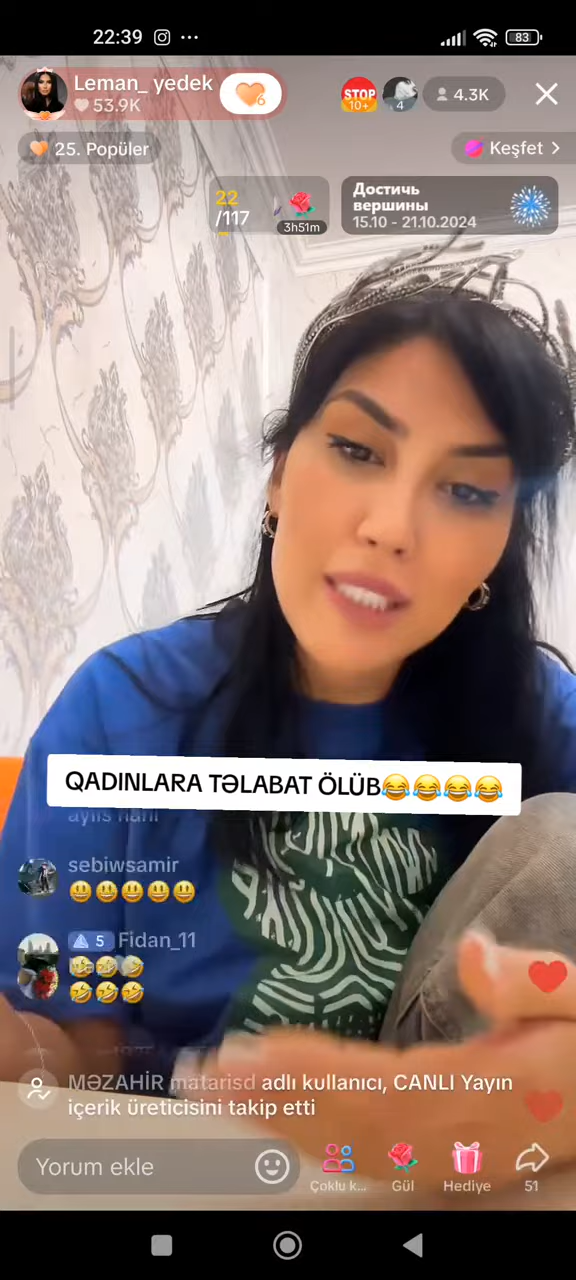 22:39
83
Leman_ yedek
53.9K
6
STOP
10+
4
4.3K
25. Popüler
Keşfet >
22
/117
3h51m
Достичь
вершины
15.10 - 21.10.2024
QADINLARA TƏLABAT ÖLÜB😂😂😂😂
sebiwsamir
😃😃😃😃😃
5 Fidan_11
🤣🤣🤣
🤣🤣🤣
MƏZAHİR matarisd adlı kullanıcı, CANLI Yayın
içerik üreticisini takip etti
Yorum ekle
Çoklu k...
Gül
Hediye
51